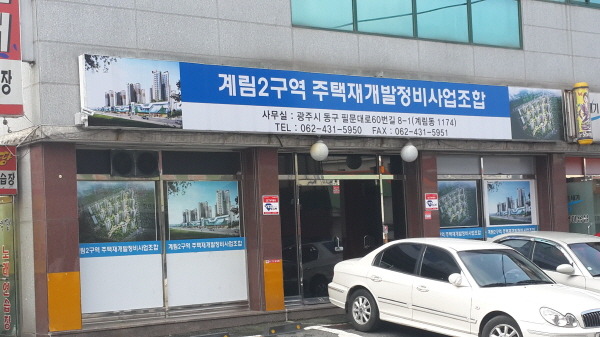 계림2구역 주택재개발정비사업조합
사무실 : 광주시 동구 필문대로60번길 8-1(계림동 1174)
TEL : 062-431-5950 FAX : 062-431-5951
계림2구역 주택재개발정비사업조합
계림2구역 주택재개발정비사업조합
장
습장